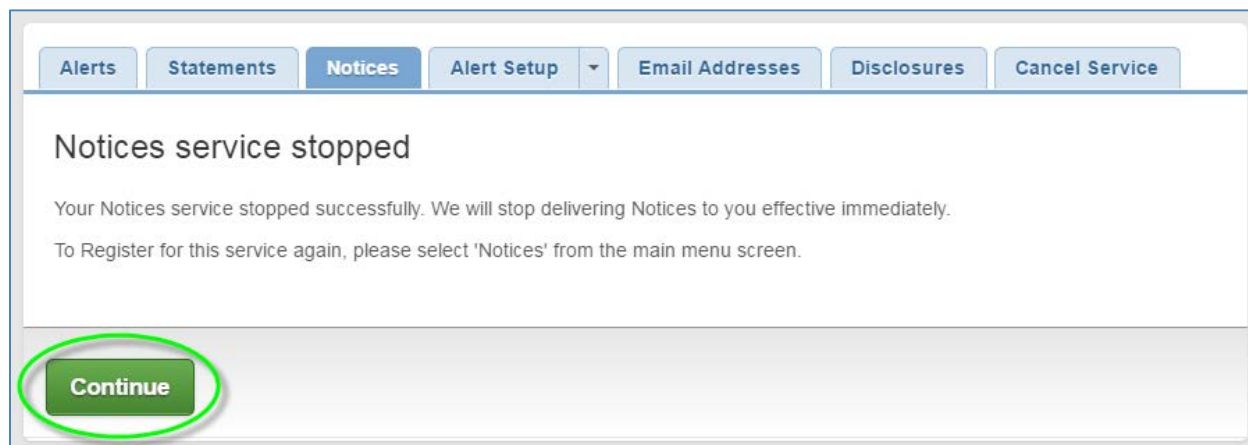 Alerts Statements Notices Alert Setup Email Addresses Disclosures Cancel Service
Notices service stopped
Your Notices service stopped successfully. We will stop delivering Notices to you effective immediately.
To Register for this service again, please select 'Notices' from the main menu screen.
Continue